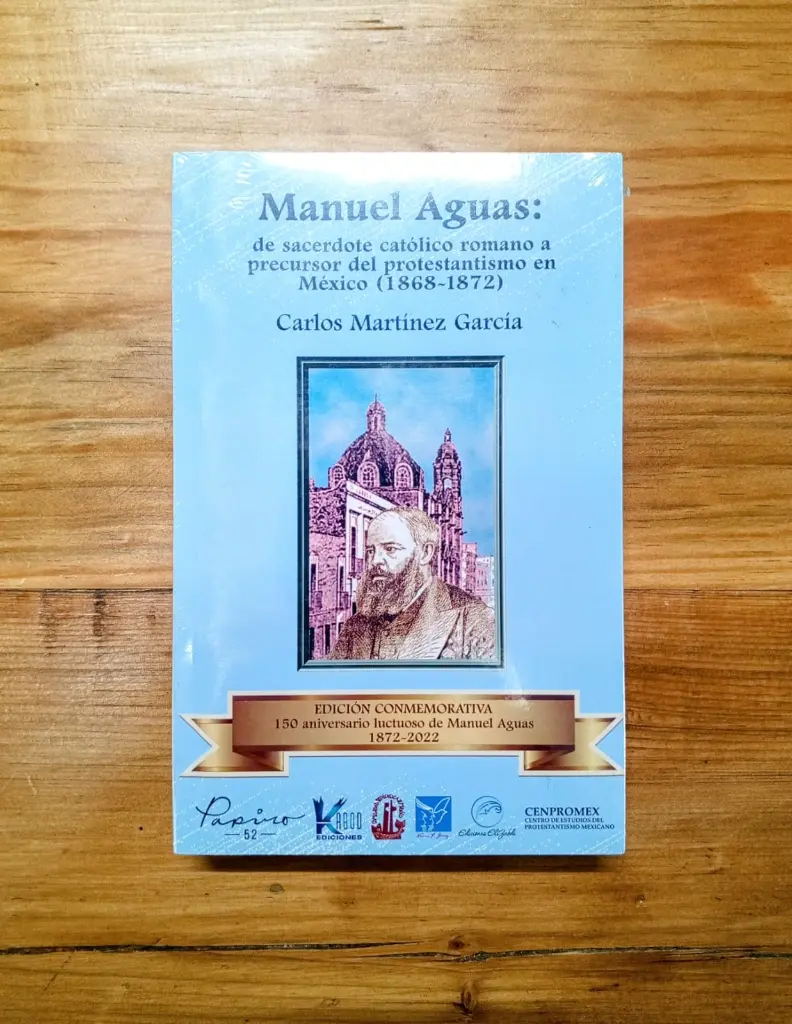 Manuel Aguas:
de sacerdote católico romano a
precursor del protestantismo en
México (1868-1872)
Carlos Martínez García
EDICIÓN CONMEMORATIVA
150 aniversario luctuoso de Manuel Aguas
1872-2022
Papiro
52
KABOD
EDICIONES
CENPROMEX
CENTRO DE ESTUDIOS DEL
PROTESTANTISMO MEXICANO